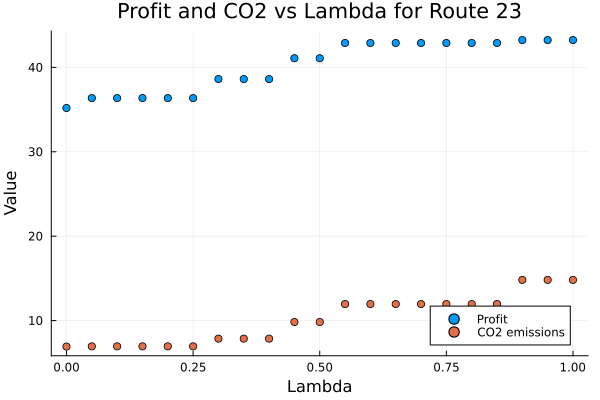 Profit and CO2 vs Lambda for Route 23
Value
40
30
20
10
Profit
CO2 emissions
0.00 0.25 0.50 0.75 1.00
Lambda